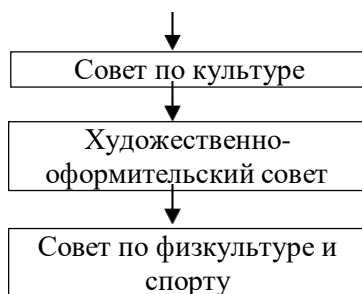 Совет по культуре
Художественно-
оформительский совет
Совет по физкультуре и
спорту